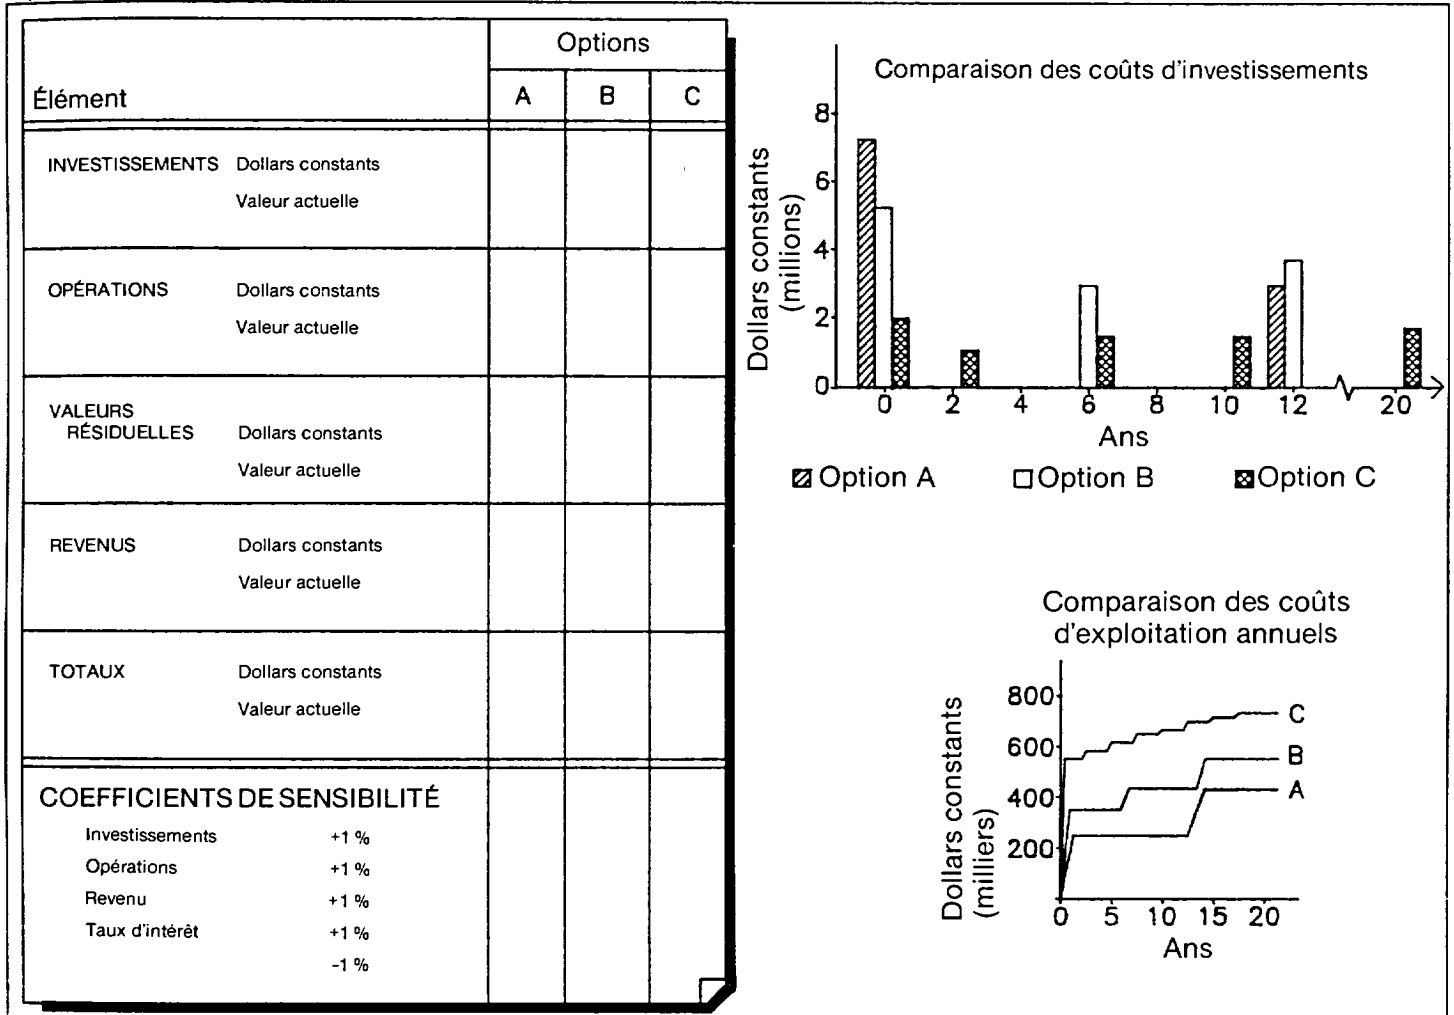 Options
Élément A B C
INVESTISSEMENTS Dollars constants
Valeur actuelle
OPÉRATIONS Dollars constants
Valeur actuelle
VALEURS
RÉSIDUELLES Dollars constants
Valeur actuelle
REVENUS Dollars constants
Valeur actuelle
TOTAUX Dollars constants
Valeur actuelle
COEFFICIENTS DE SENSIBILITÉ
Investissements +1 %
Opérations +1 %
Revenu +1 %
Taux d'intérêt +1 %
-1 %
Comparaison des coûts d'investissements
Dollars constants
(millions)
8
6
4
2
0
0 2 4 6 8 10 12 20
Ans
Option A Option B Option C
Comparaison des coûts
d'exploitation annuels
Dollars constants
(milliers)
800
600
400
200
C
B
A
0 5 10 15 20
Ans